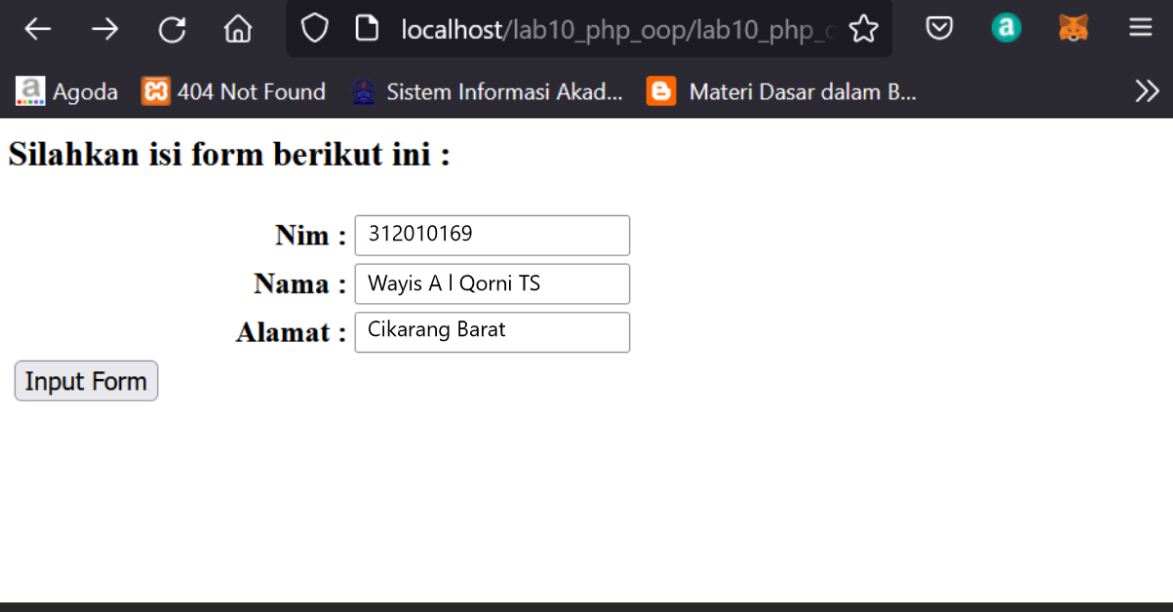 localhost/lab10_php_oop/lab10_php_
a Agoda 404 Not Found Sistem Informasi Akad... Materi Dasar dalam B...
Silahkan isi form berikut ini :
Nim : 312010169
Nama : Wayis A l Qorni TS
Alamat : Cikarang Barat
Input Form